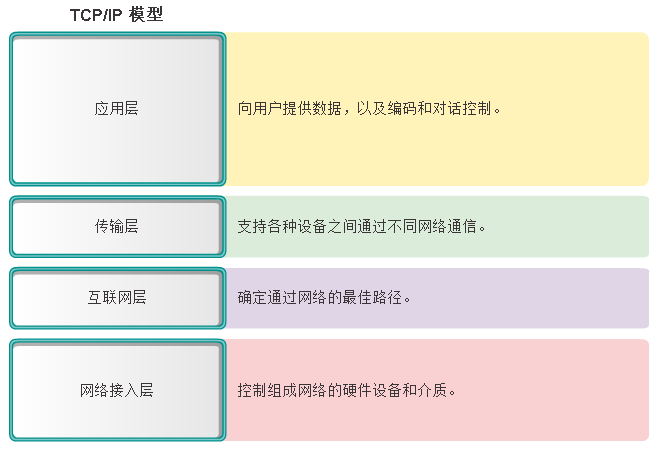 TCP/IP 模型
应用层
向用户提供数据，以及编码和对话控制。
传输层
支持各种设备之间通过不同网络通信。
互联网层
确定通过网络的最佳路径。
网络接入层
控制组成网络的硬件设备和介质。